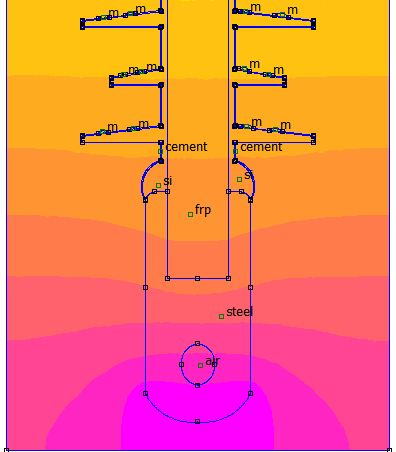 m m m m
m m m m
m m m m
cement cement
si si
frp
steel
air